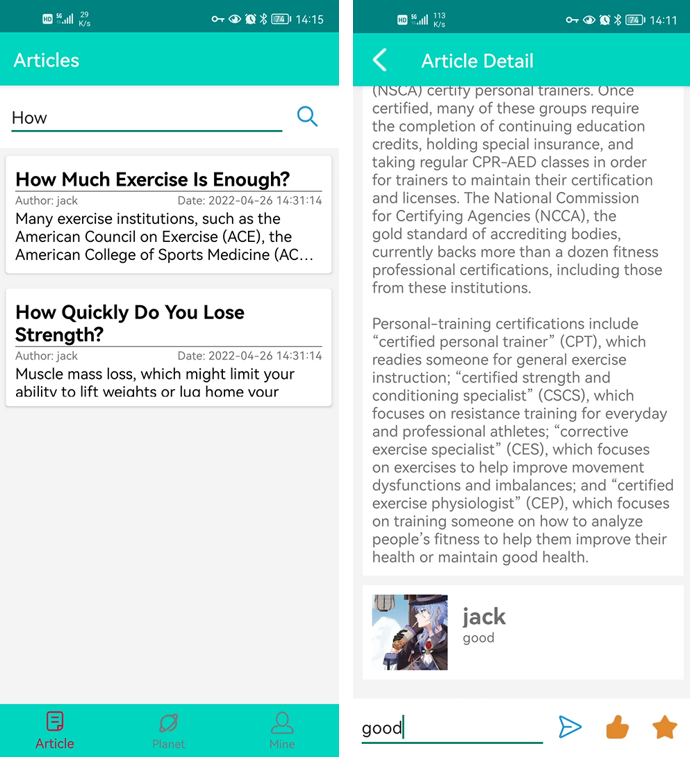 HD 5G 29 K/s 74 14:15
Articles
How
How Much Exercise Is Enough?
Author: jack Date: 2022-04-26 14:31:14
Many exercise institutions, such as the
American Council on Exercise (ACE), the
American College of Sports Medicine (AC...
How Quickly Do You Lose
Strength?
Author: jack Date: 2022-04-26 14:31:14
Muscle mass loss, which might limit your
ability to lift weights or lug home your
Article Planet Mine
HD 5G 113 K/s 74 14:11
Article Detail
(NSCA) certify personal trainers. Once
certified, many of these groups require
the completion of continuing education
credits, holding special insurance, and
taking regular CPR-AED classes in order
for trainers to maintain their certification
and licenses. The National Commission
for Certifying Agencies (NCCA), the
gold standard of accrediting bodies,
currently backs more than a dozen fitness
professional certifications, including those
from these institutions.
Personal-training certifications include
“certified personal trainer” (CPT), which
readies someone for general exercise
instruction; “certified strength and
conditioning specialist” (CSCS), which
focuses on resistance training for everyday
and professional athletes; “corrective
exercise specialist” (CES), which focuses
on exercises to help improve movement
dysfunctions and imbalances; and “certified
exercise physiologist” (CEP), which focuses
on training someone on how to analyze
people’s fitness to help them improve their
health or maintain good health.
jack
good
good